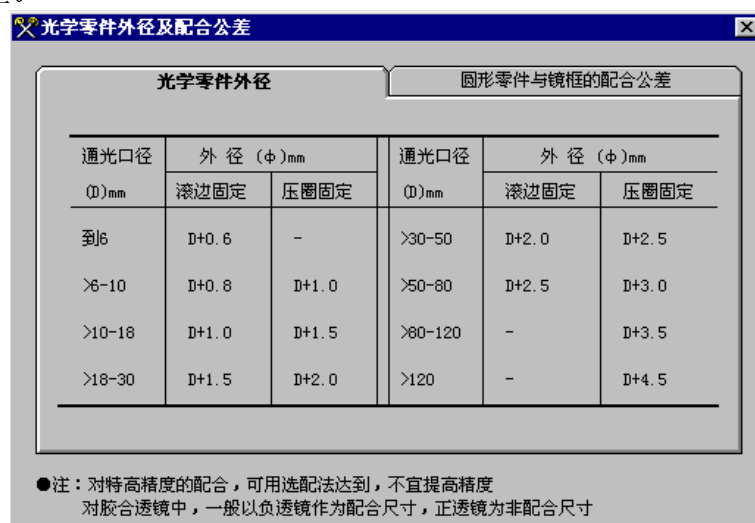 光学零件外径及配合公差
光学零件外径 圆形零件与镜框的配合公差
通光口径 外 径 (φ)mm 通光口径 外 径 (φ)mm
(D)mm 滚边固定 压圈固定 (D)mm 滚边固定 压圈固定
到6 D+0.6 - >30-50 D+2.0 D+2.5
>6-10 D+0.8 D+1.0 >50-80 D+2.5 D+3.0
>10-18 D+1.0 D+1.5 >80-120 - D+3.5
>18-30 D+1.5 D+2.0 >120 - D+4.5
●注：对特高精度的配合，可用选配法达到，不宜提高精度
对胶合透镜中，一般以负透镜作为配合尺寸，正透镜为非配合尺寸